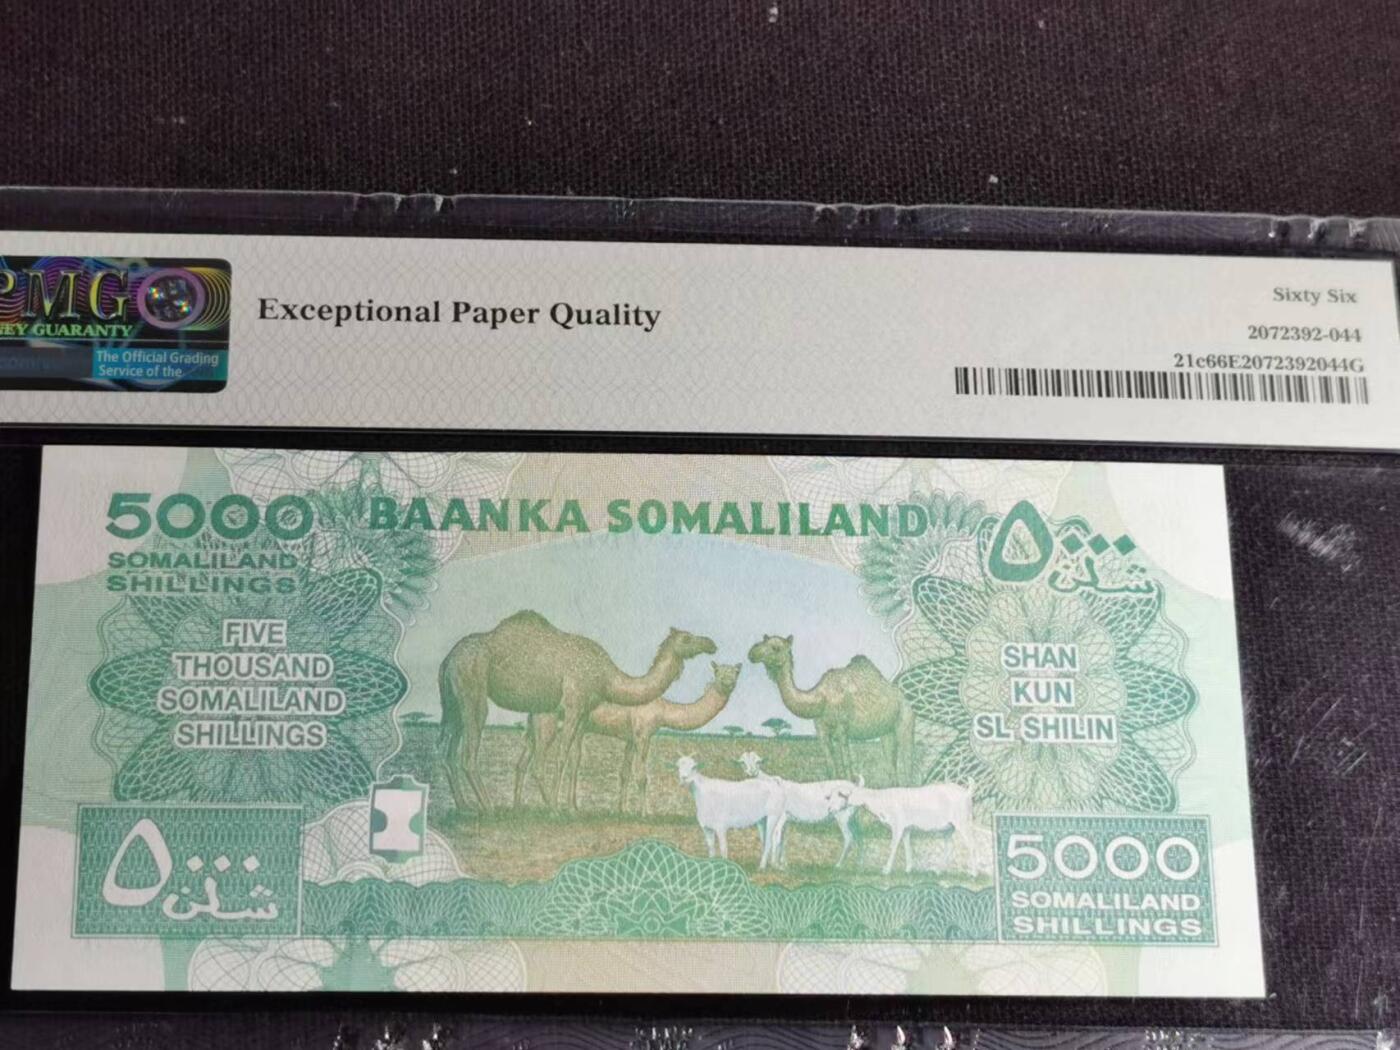 PMG
EY GUARANTY
The Official Grading
Service of the
Exceptional Paper Quality
Sixty Six
2072392-044
21c66E2072392044G
5000
SOMALILAND
SHILLINGS
BAANKA SOMALILAND
٥٠٠٠
شلن
FIVE
THOUSAND
SOMALILAND
SHILLINGS
SHAN
KUN
SL SHILIN
٥٠٠٠
شلن
5000
SOMALILAND
SHILLINGS